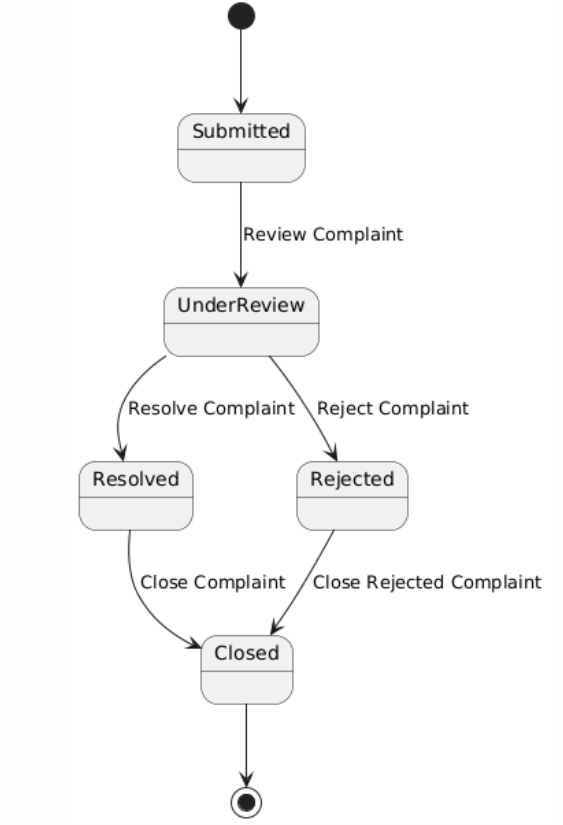 Submitted
Review Complaint
UnderReview
Resolve Complaint
Reject Complaint
Resolved
Rejected
Close Complaint
Close Rejected Complaint
Closed